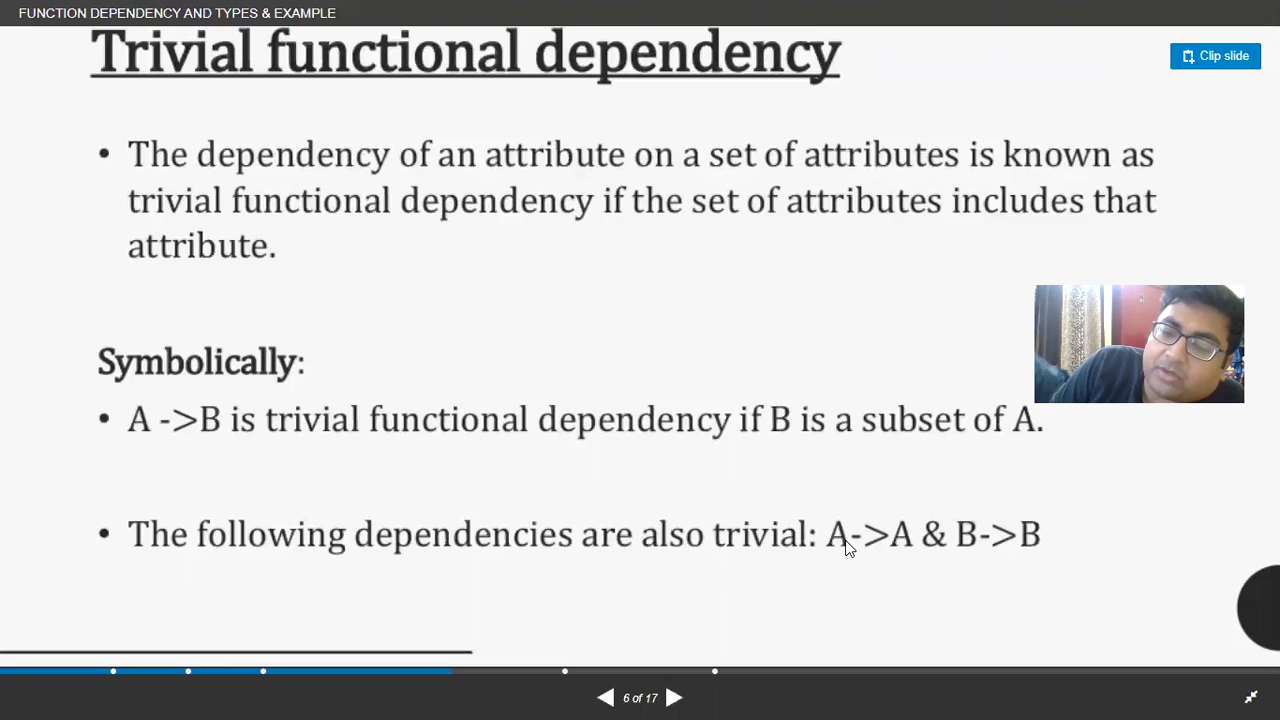 FUNCTION DEPENDENCY AND TYPES & EXAMPLE
Trivial functional dependency
Clip slide
• The dependency of an attribute on a set of attributes is known as
trivial functional dependency if the set of attributes includes that
attribute.
Symbolically:
• A ->B is trivial functional dependency if B is a subset of A.
• The following dependencies are also trivial: A->A & B->B
6 of 17